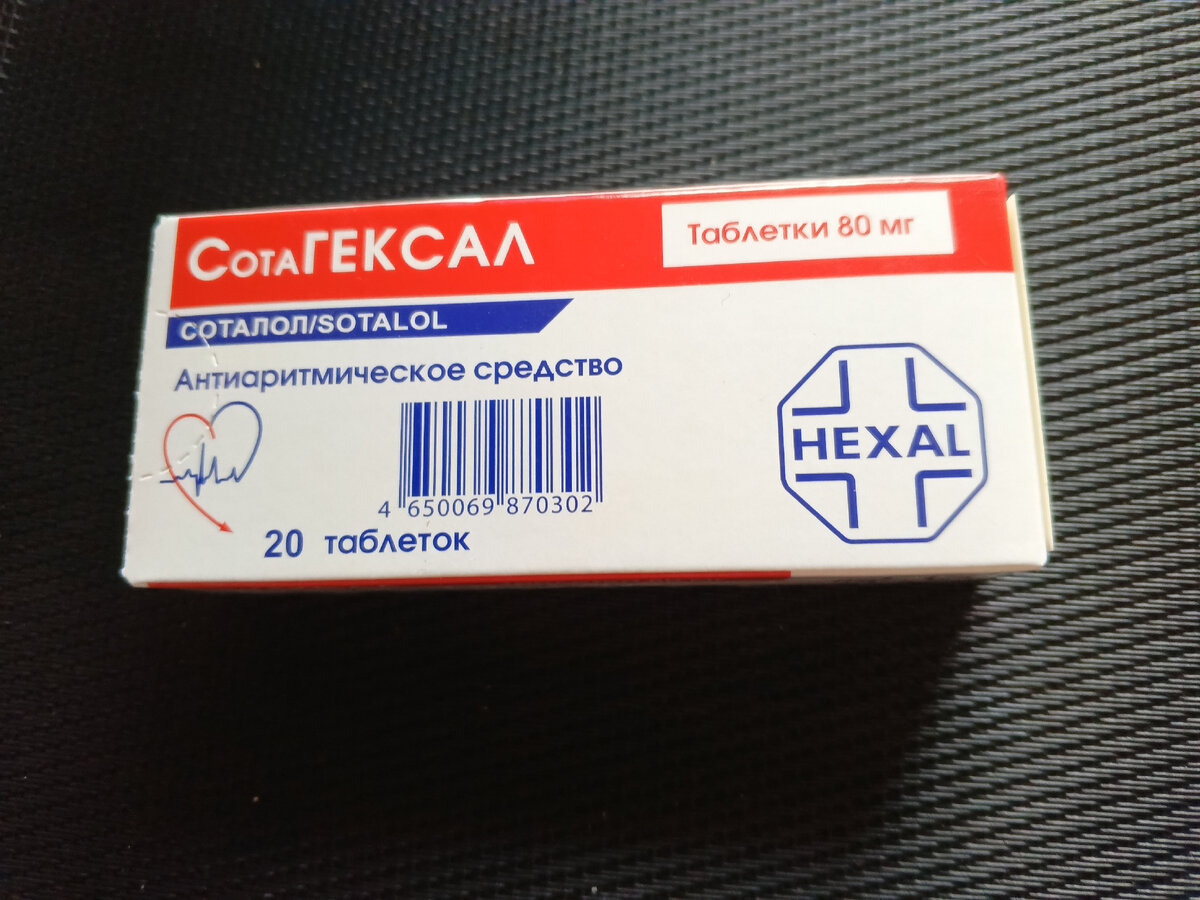 СотаГЕКСАЛ
Таблетки 80 мг
СОТАЛОЛ/SOTALOL
Антиаритмическое средство
HEXAL
4 650069 870302
20 таблеток